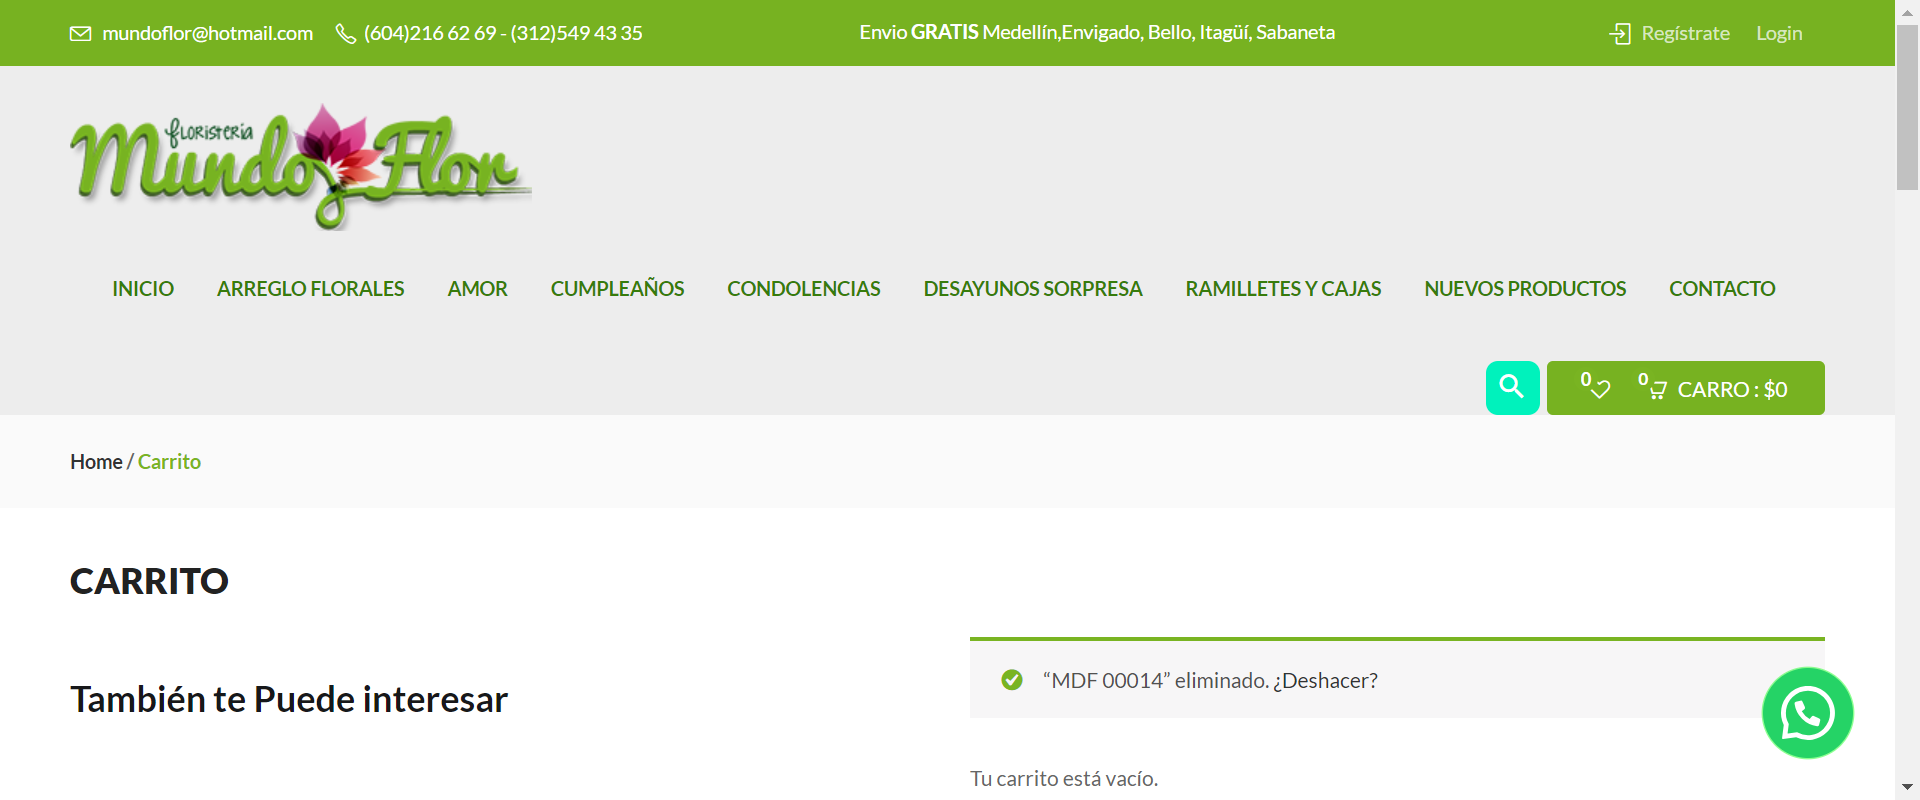 mundoflor@hotmail.com (604)216 62 69 - (312)549 43 35 Envio GRATIS Medellín,Envigado, Bello, Itagüí, Sabaneta Regístrate Login
floristeria
Mundo Flor
INICIO ARREGLO FLORALES AMOR CUMPLEAÑOS CONDOLENCIAS DESAYUNOS SORPRESA RAMILLETES Y CAJAS NUEVOS PRODUCTOS CONTACTO
0 0 CARRO : $0
Home / Carrito
CARRITO
También te Puede interesar
“MDF 00014” eliminado. ¿Deshacer?
Tu carrito está vacío.